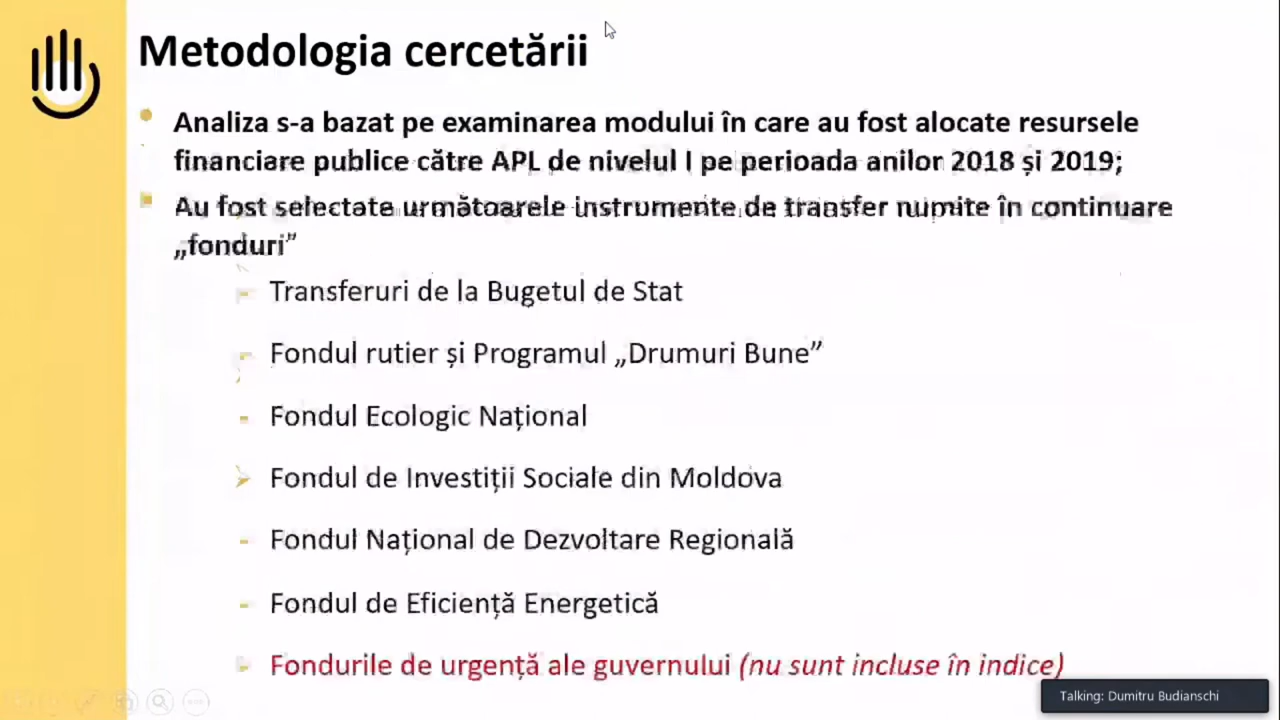 Metodologia cercetării
Analiza s-a bazat pe examinarea modului în care au fost alocate resursele
financiare publice către APL de nivelul I pe perioada anilor 2018 și 2019;
Au fost selectate următoarele instrumente de transfer numite în continuare
„fonduri”
Transferuri de la Bugetul de Stat
Fondul rutier și Programul „Drumuri Bune”
Fondul Ecologic Național
Fondul de Investiții Sociale din Moldova
Fondul Național de Dezvoltare Regională
Fondul de Eficiență Energetică
Fondurile de urgență ale guvernului (nu sunt incluse în indice)
Talking: Dumitru Budianschi